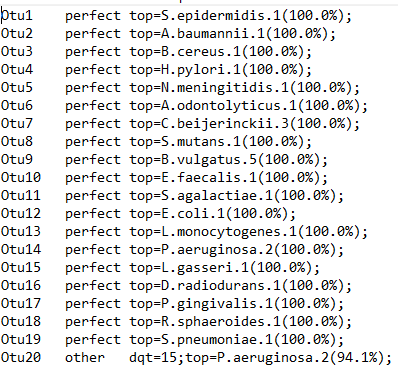 Otu1 perfect top=S.epidermidis.1(100.0%);
Otu2 perfect top=A.baumannii.1(100.0%);
Otu3 perfect top=B.cereus.1(100.0%);
Otu4 perfect top=H.pylori.1(100.0%);
Otu5 perfect top=N.meningitidis.1(100.0%);
Otu6 perfect top=A.odontolyticus.1(100.0%);
Otu7 perfect top=C.beijerinckii.3(100.0%);
Otu8 perfect top=S.mutans.1(100.0%);
Otu9 perfect top=B.vulgatus.5(100.0%);
Otu10 perfect top=E.faecalis.1(100.0%);
Otu11 perfect top=S.agalactiae.1(100.0%);
Otu12 perfect top=E.coli.1(100.0%);
Otu13 perfect top=L.monocytogenes.1(100.0%);
Otu14 perfect top=P.aeruginosa.2(100.0%);
Otu15 perfect top=L.gasseri.1(100.0%);
Otu16 perfect top=D.radiodurans.1(100.0%);
Otu17 perfect top=P.gingivalis.1(100.0%);
Otu18 perfect top=R.sphaeroides.1(100.0%);
Otu19 perfect top=S.pneumoniae.1(100.0%);
Otu20 other dqt=15;top=P.aeruginosa.2(94.1%);